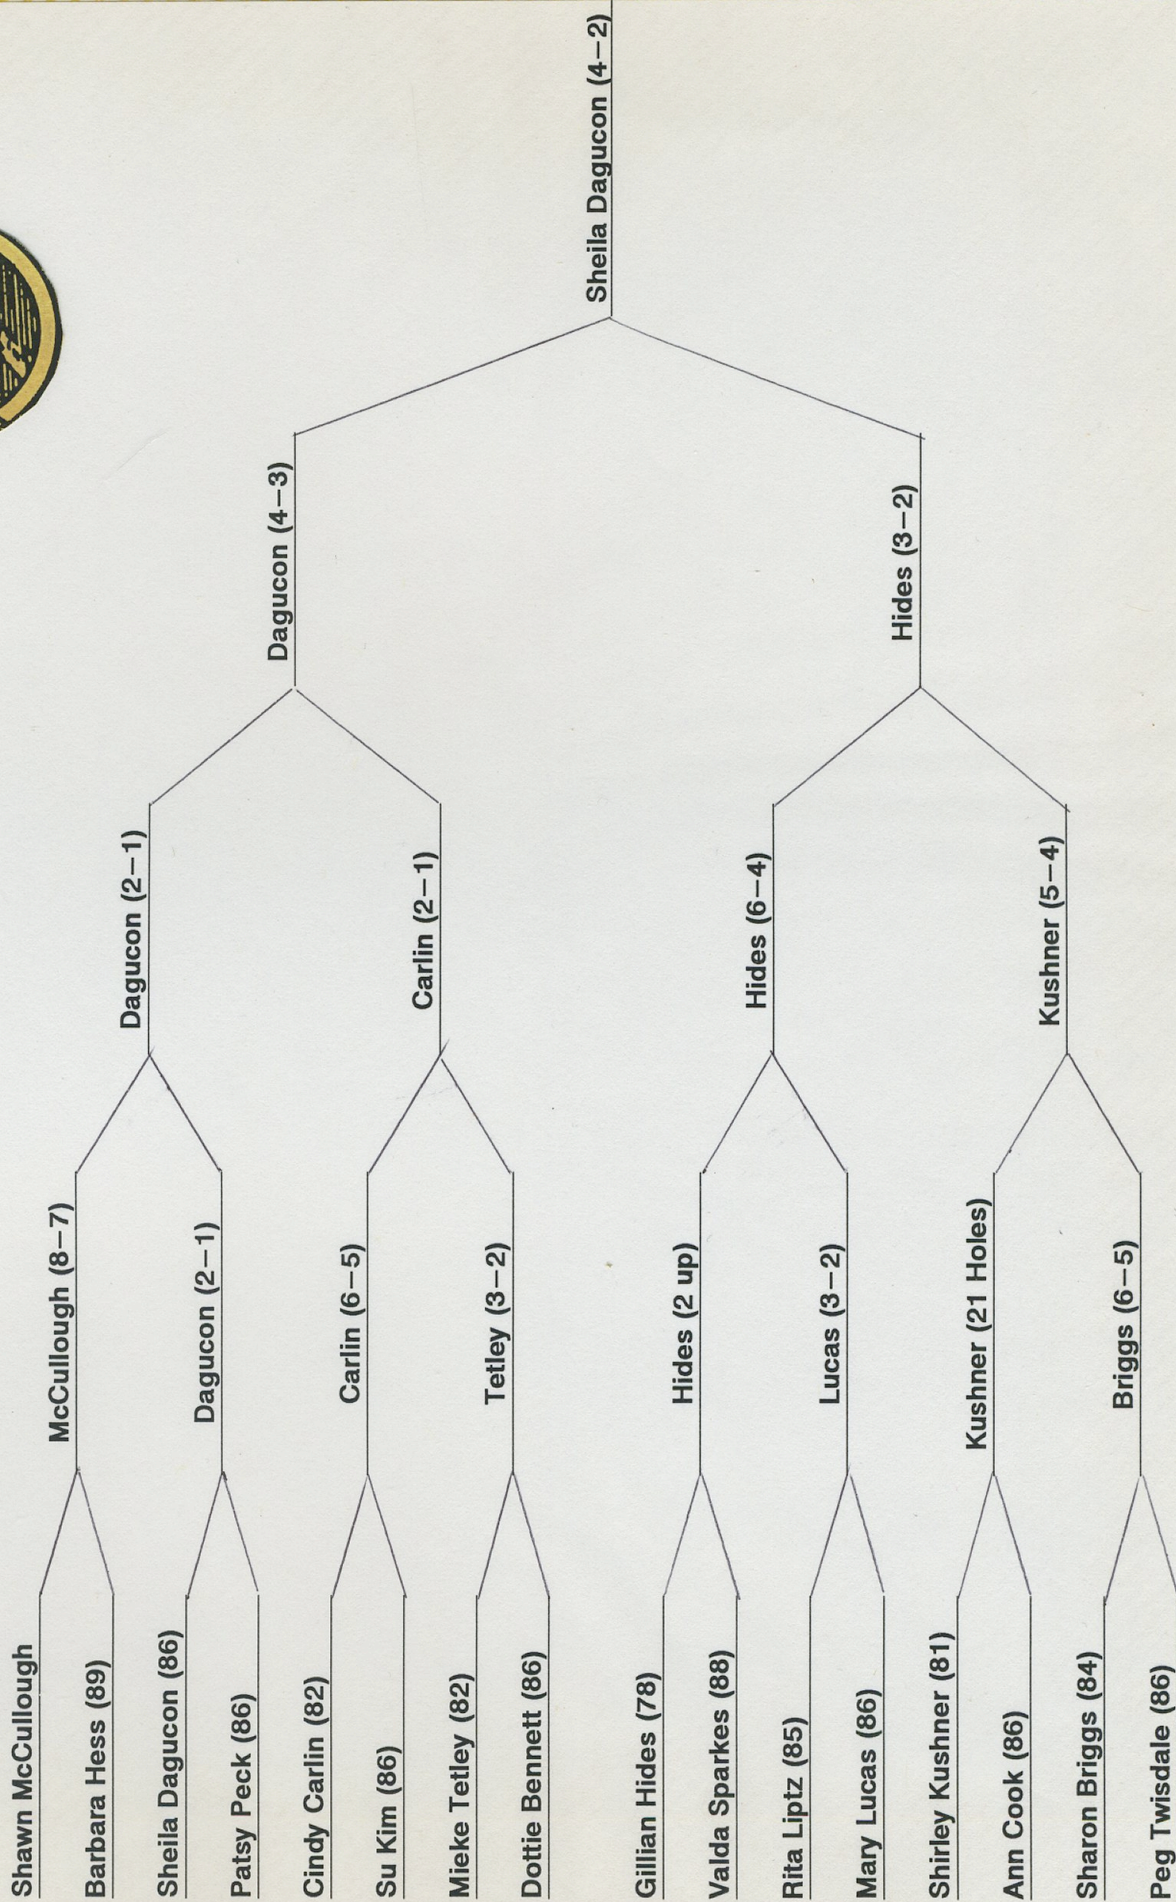 Shawn McCullough
Barbara Hess (89)
Sheila Dagucon (86)
Patsy Peck (86)
Cindy Carlin (82)
Su Kim (86)
Mieke Tetley (82)
Dottie Bennett (86)
Gillian Hides (78)
Valda Sparkes (88)
Rita Liptz (85)
Mary Lucas (86)
Shirley Kushner (81)
Ann Cook (86)
Sharon Briggs (84)
Peg Twisdale (86)
McCullough (8–7)
Dagucon (2–1)
Carlin (6–5)
Tetley (3–2)
Hides (2 up)
Lucas (3–2)
Kushner (21 Holes)
Briggs (6–5)
Dagucon (2–1)
Carlin (2–1)
Hides (6–4)
Kushner (5–4)
Dagucon (4–3)
Hides (3–2)
Sheila Dagucon (4–2)